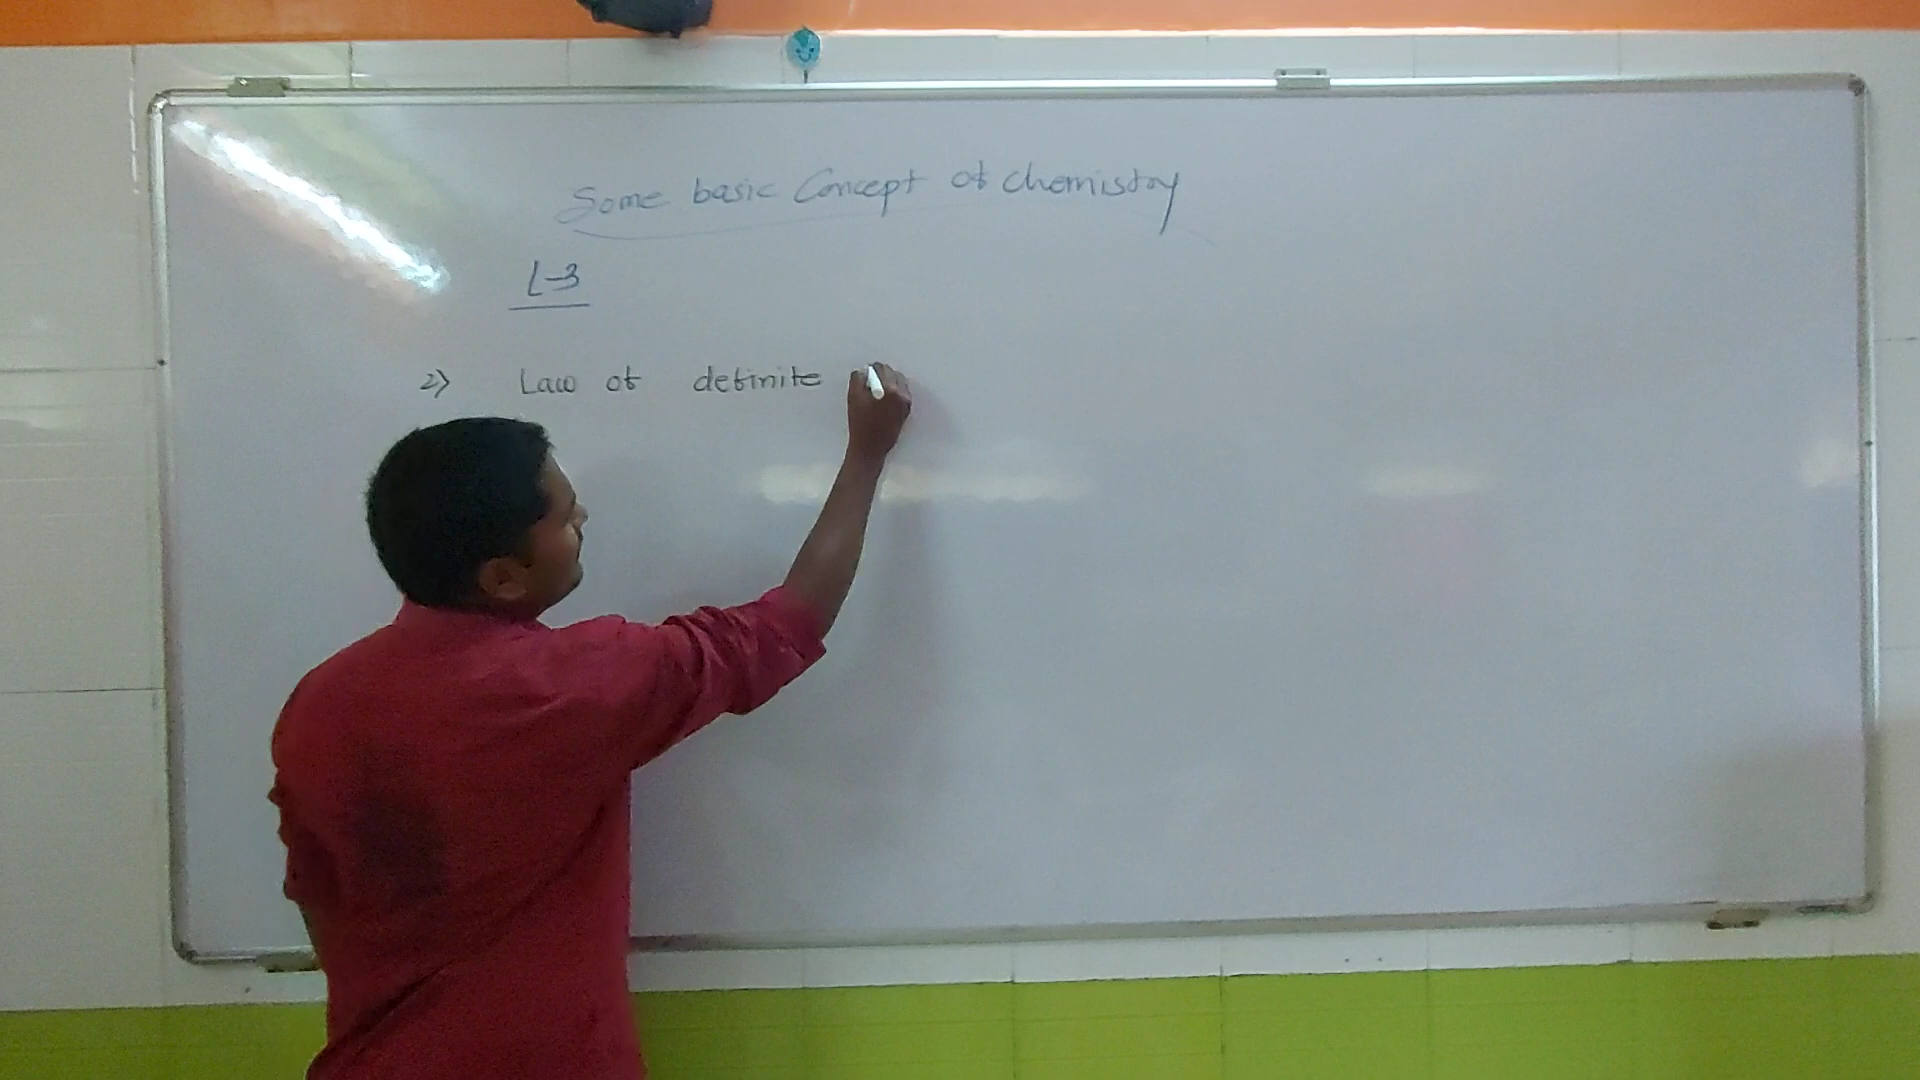 Some basic Concept of chemistry
L-3
2) Law of definite